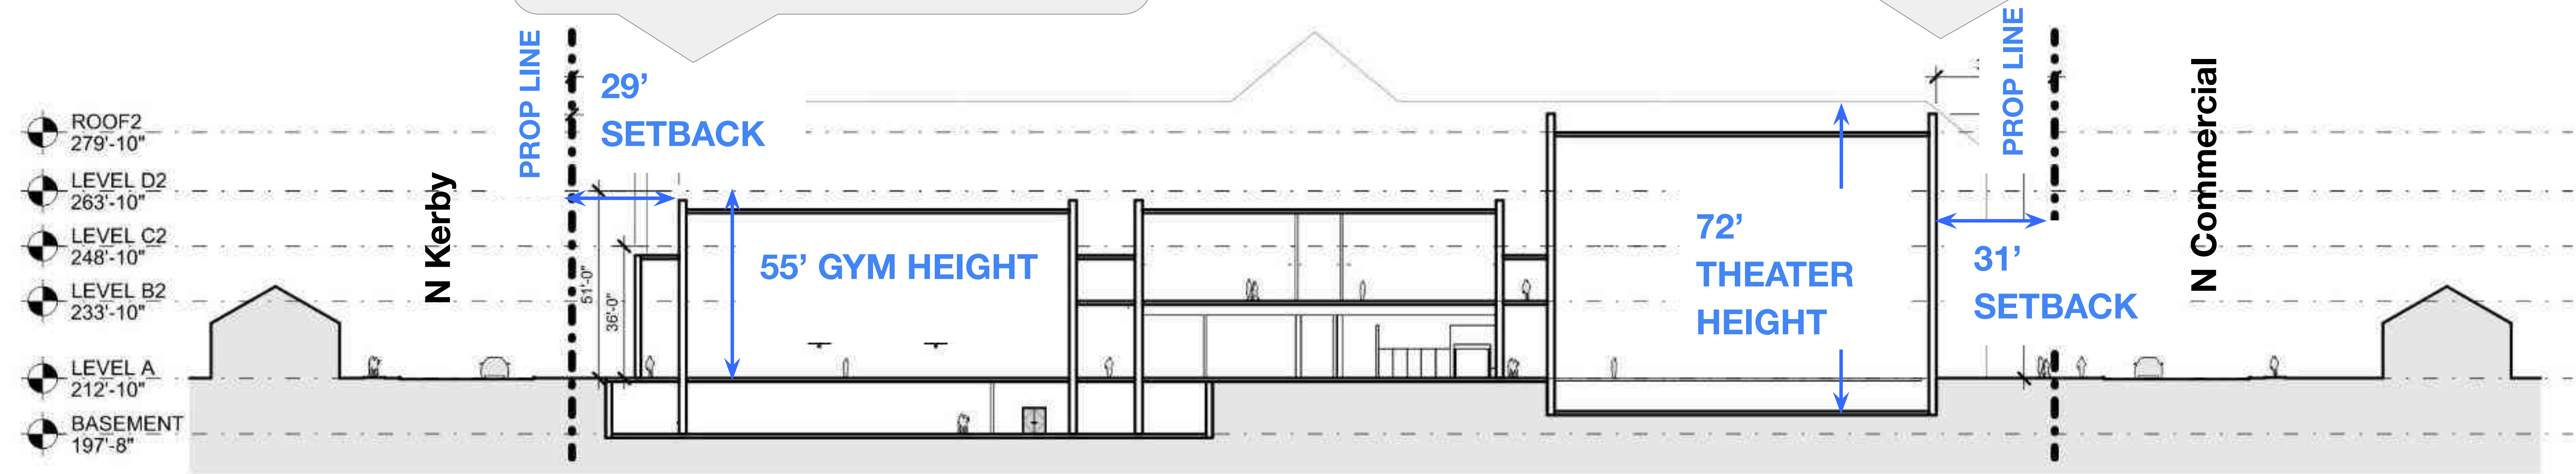 ROOF2
279'-10"
LEVEL D2
263'-10"
LEVEL C2
248'-10"
LEVEL B2
233'-10"
LEVEL A
212'-10"
BASEMENT
197'-8"
N Kerby
PROP LINE
29’
SETBACK
51'-0"
36'-0"
55’ GYM HEIGHT
72’
THEATER
HEIGHT
PROP LINE
31’
SETBACK
N Commercial